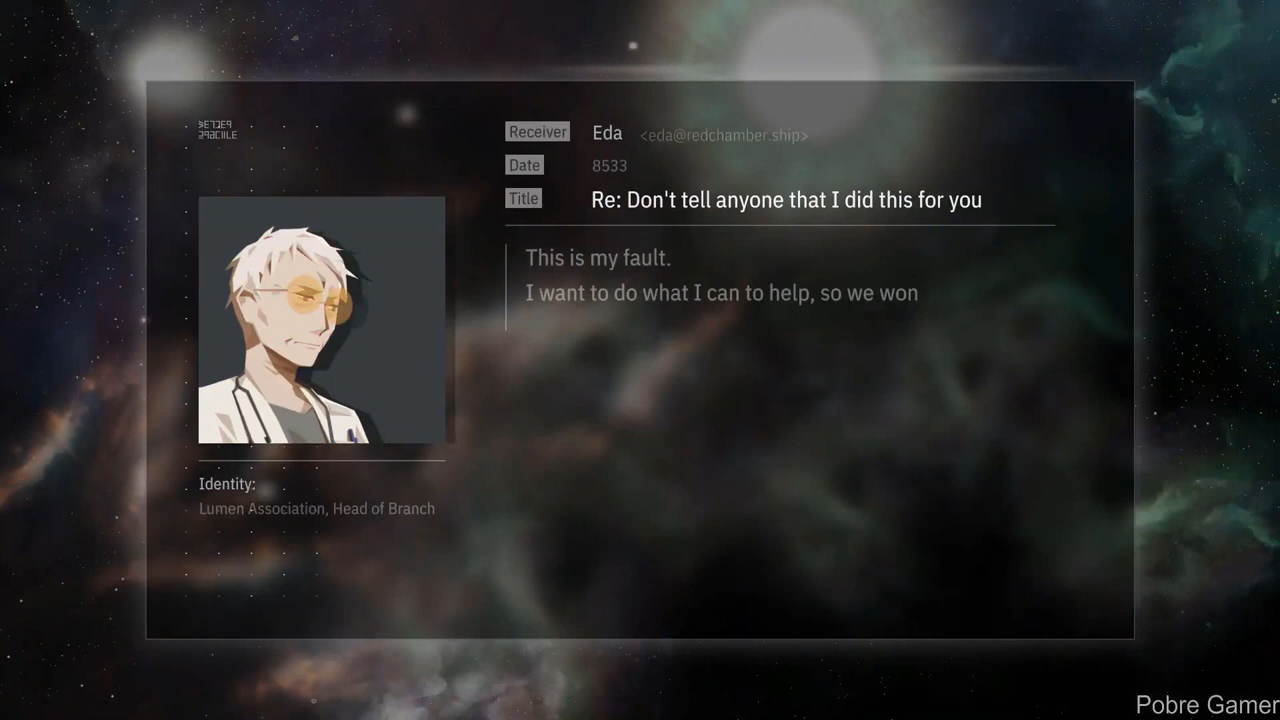 Receiver Eda <eda@redchamber.ship>
Date 8533
Title Re: Don't tell anyone that I did this for you
This is my fault.
I want to do what I can to help, so we won
Identity:
Lumen Association, Head of Branch
Pobre Gamer